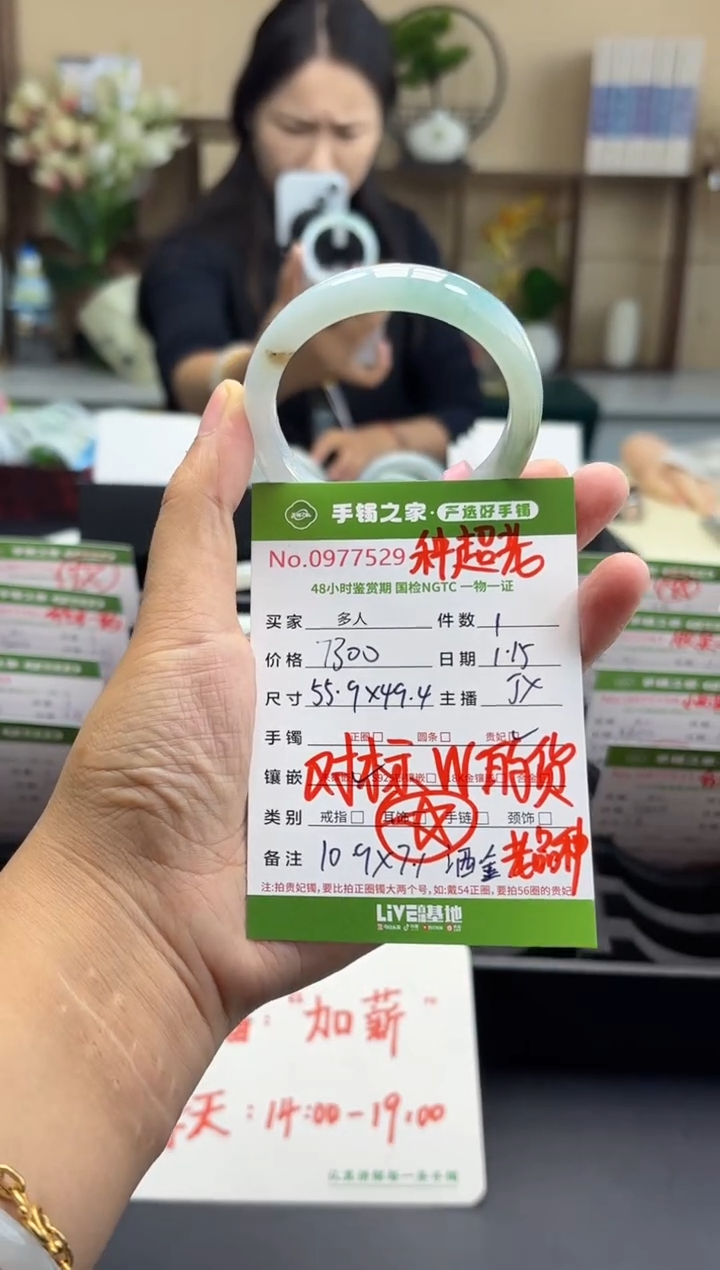 手镯之家·严选好手镯
No.0977529 种超老
48小时鉴赏期 国检NGTC 一物一证
买家 多人 件数 1
价格 7300 日期 1.15
尺寸 55.9×49.4 主播 JX
手镯 正圈□ 圆条□ 贵妃□
镶嵌
对标W的货
类别 戒指□ 耳饰□ 手链□ 颈饰□
备注 10.9×7.1 洒金 老品种
注:拍贵妃镯,要比拍正圈镯大两个号,如:戴54正圈,要拍56圈的贵妃
LIVE 基地
："加薪"
天：14:00-19:00